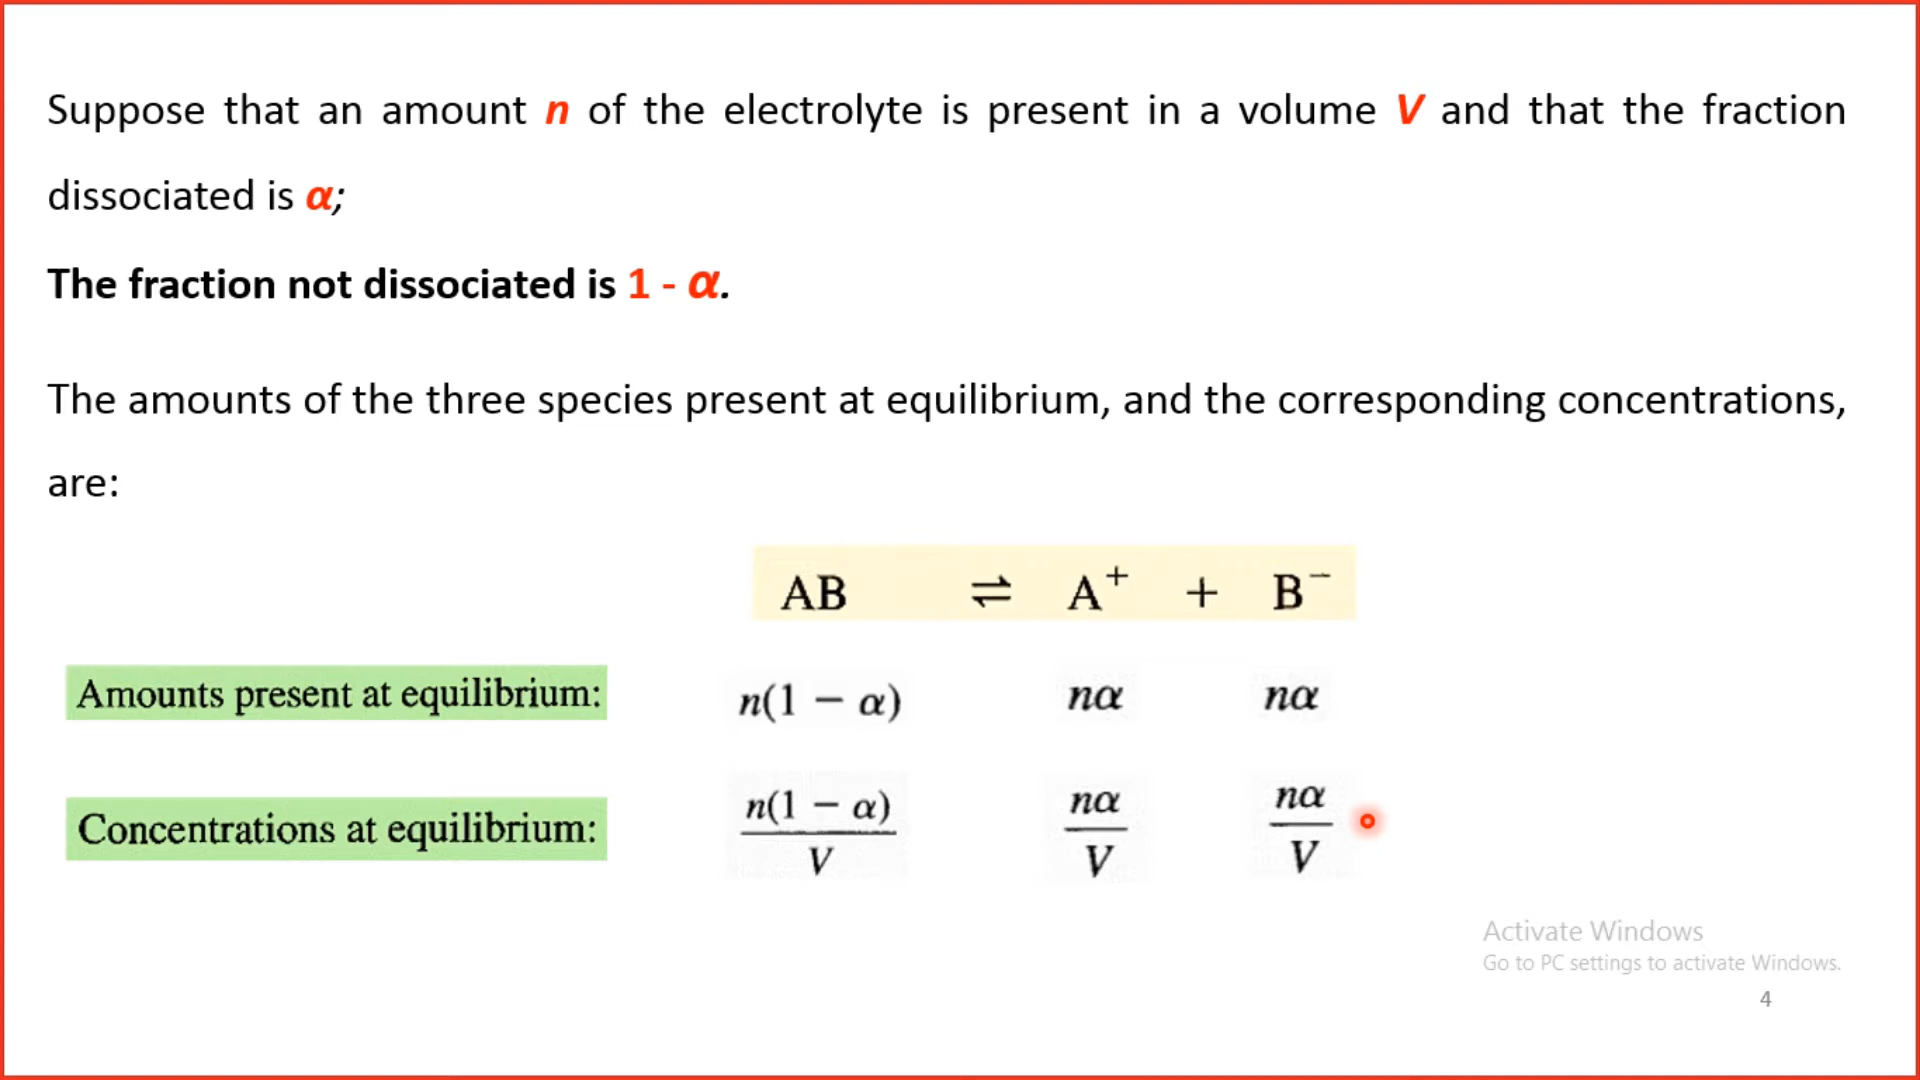 Suppose that an amount n of the electrolyte is present in a volume V and that the fraction
dissociated is α;
The fraction not dissociated is 1 - α.
The amounts of the three species present at equilibrium, and the corresponding concentrations,
are:
AB ⇌ A⁺ + B⁻
Amounts present at equilibrium: n(1 − α) nα nα
Concentrations at equilibrium: n(1 − α)/V nα/V nα/V
Activate Windows
Go to PC settings to activate Windows.
4